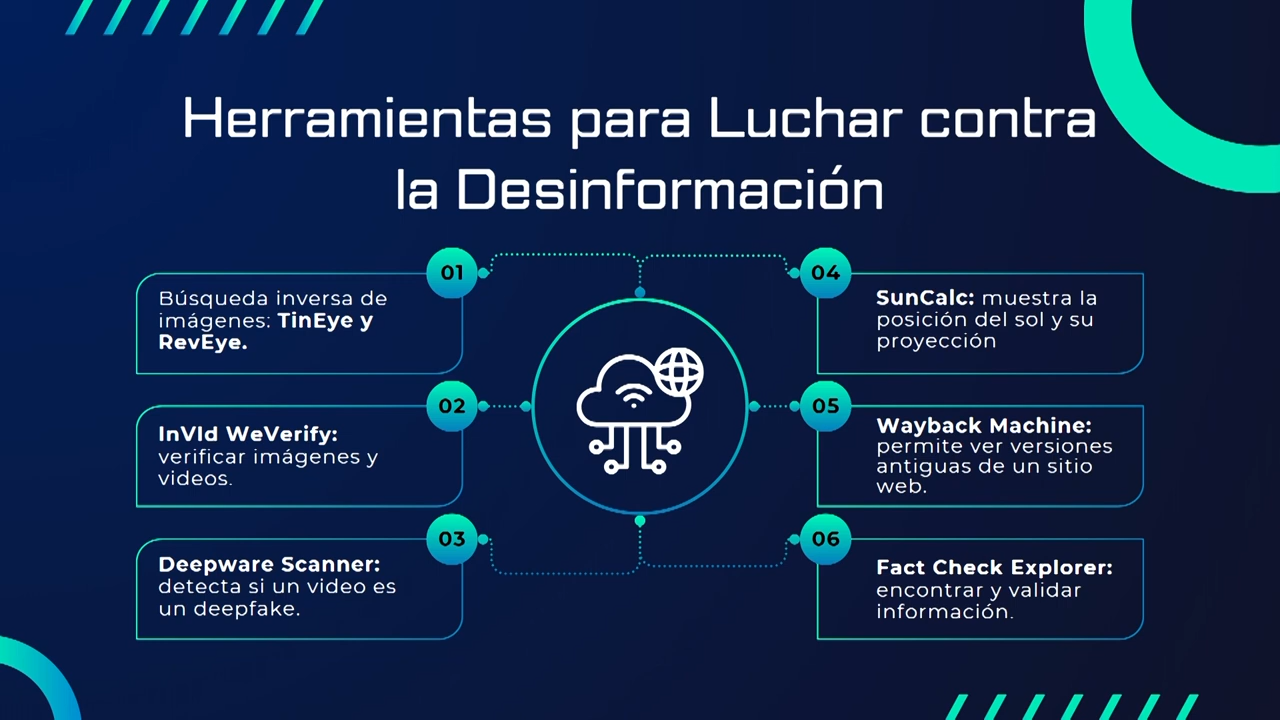 Herramientas para Luchar contra
la Desinformación
01
Búsqueda inversa de
imágenes: TinEye y
RevEye.
02
InVId WeVerify:
verificar imágenes y
videos.
03
Deepware Scanner:
detecta si un video es
un deepfake.
04
SunCalc: muestra la
posición del sol y su
proyección
05
Wayback Machine:
permite ver versiones
antiguas de un sitio
web.
06
Fact Check Explorer:
encontrar y validar
información.